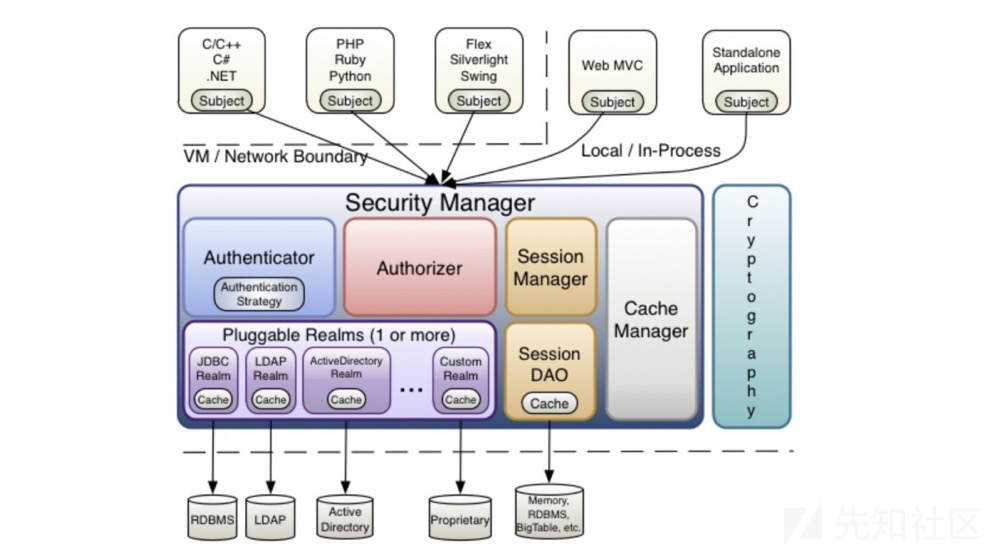 C/C++
C#
.NET
Subject
PHP
Ruby
Python
Subject
Flex
Silverlight
Swing
Subject
Web MVC
Subject
Standalone
Application
Subject
VM / Network Boundary
Local / In-Process
Security Manager
Authenticator
Authentication
Strategy
Authorizer
Session
Manager
Cache
Manager
Pluggable Realms (1 or more)
JDBC
Realm
Cache
LDAP
Realm
Cache
ActiveDirectory
Realm
Cache
...
Custom
Realm
Cache
Session
DAO
Cache
C
r
y
p
t
o
g
r
a
p
h
y
RDBMS
LDAP
Active
Directory
Proprietary
Memory,
RDBMS,
BigTable, etc.
先知社区